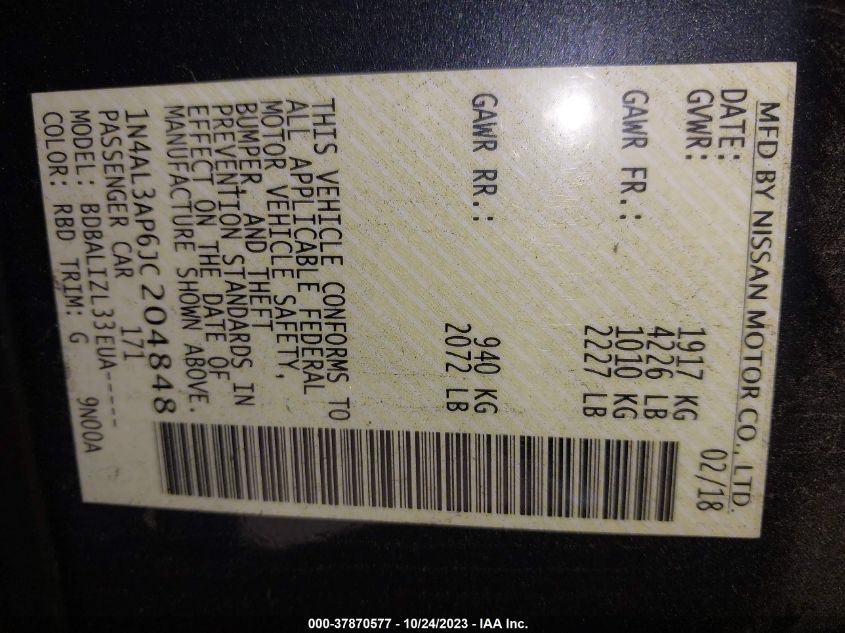 MFD BY NISSAN MOTOR CO., LTD.
DATE: 02/18
GVWR: 1917 KG
4226 LB
GAWR FR.: 1010 KG
2227 LB
GAWR RR.: 940 KG
2072 LB
THIS VEHICLE CONFORMS TO
ALL APPLICABLE FEDERAL
MOTOR VEHICLE SAFETY,
BUMPER, AND THEFT
PREVENTION STANDARDS IN
EFFECT ON THE DATE OF
MANUFACTURE SHOWN ABOVE.
1N4AL3AP6JC204848
PASSENGER CAR 171
MODEL: BDBALIZL33EUA-----
COLOR: RBD TRIM: G 9N00A
000-37870577 - 10/24/2023 - IAA Inc.